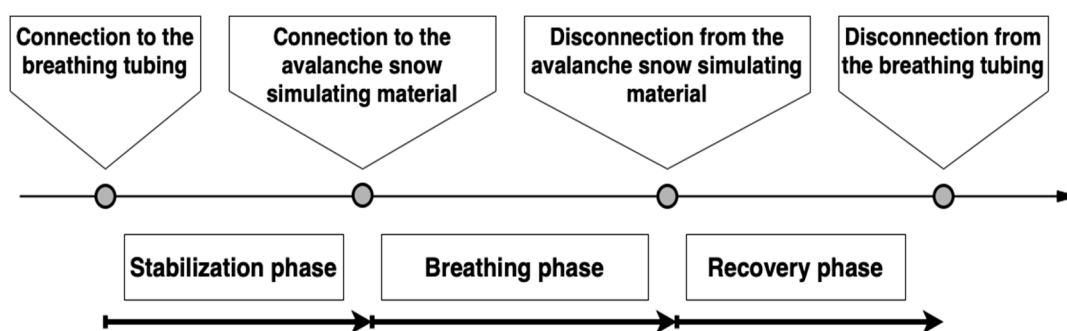 Connection to the
breathing tubing
Connection to the
avalanche snow
simulating material
Disconnection from the
avalanche snow simulating
material
Disconnection from
the breathing tubing
Stabilization phase
Breathing phase
Recovery phase